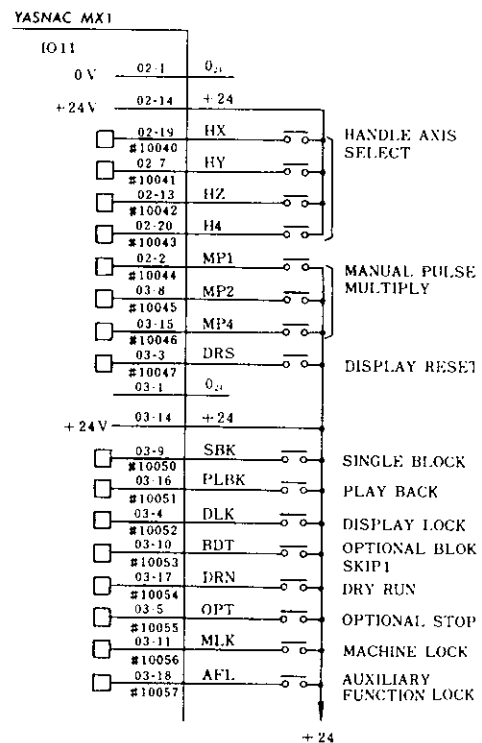 YASNAC MX1
IO11
0V 02-1 0₂₄
+24V 02-14 +24
02-19 HX HANDLE AXIS
#10040 SELECT
02-7 HY
#10041
02-13 HZ
#10042
02-20 H4
#10043
02-2 MP1 MANUAL PULSE
#10044 MULTIPLY
03-8 MP2
#10045
03-15 MP4
#10046
03-3 DRS DISPLAY RESET
#10047
03-1 0₂₄
+24V 03-14 +24
03-9 SBK SINGLE BLOCK
#10050
03-16 PLBK PLAY BACK
#10051
03-4 DLK DISPLAY LOCK
#10052
03-10 BDT OPTIONAL BLOK
#10053 SKIP1
03-17 DRN DRY RUN
#10054
03-5 OPT OPTIONAL STOP
#10055
03-11 MLK MACHINE LOCK
#10056
03-18 AFL AUXILIARY
#10057 FUNCTION LOCK
+24